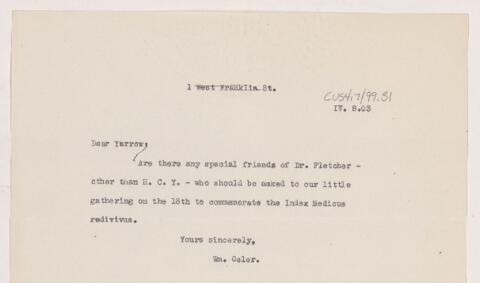 1 West Franklin St.
CUS417/99.31
IV. 8.03
Dear Yarrow;
Are there any special friends of Dr. Fletcher -
other than H. C. Y. - who should be asked to our little
gathering on the 18th to commemorate the Index Medicus
redivivus.
Yours sincerely,
Wm. Osler.